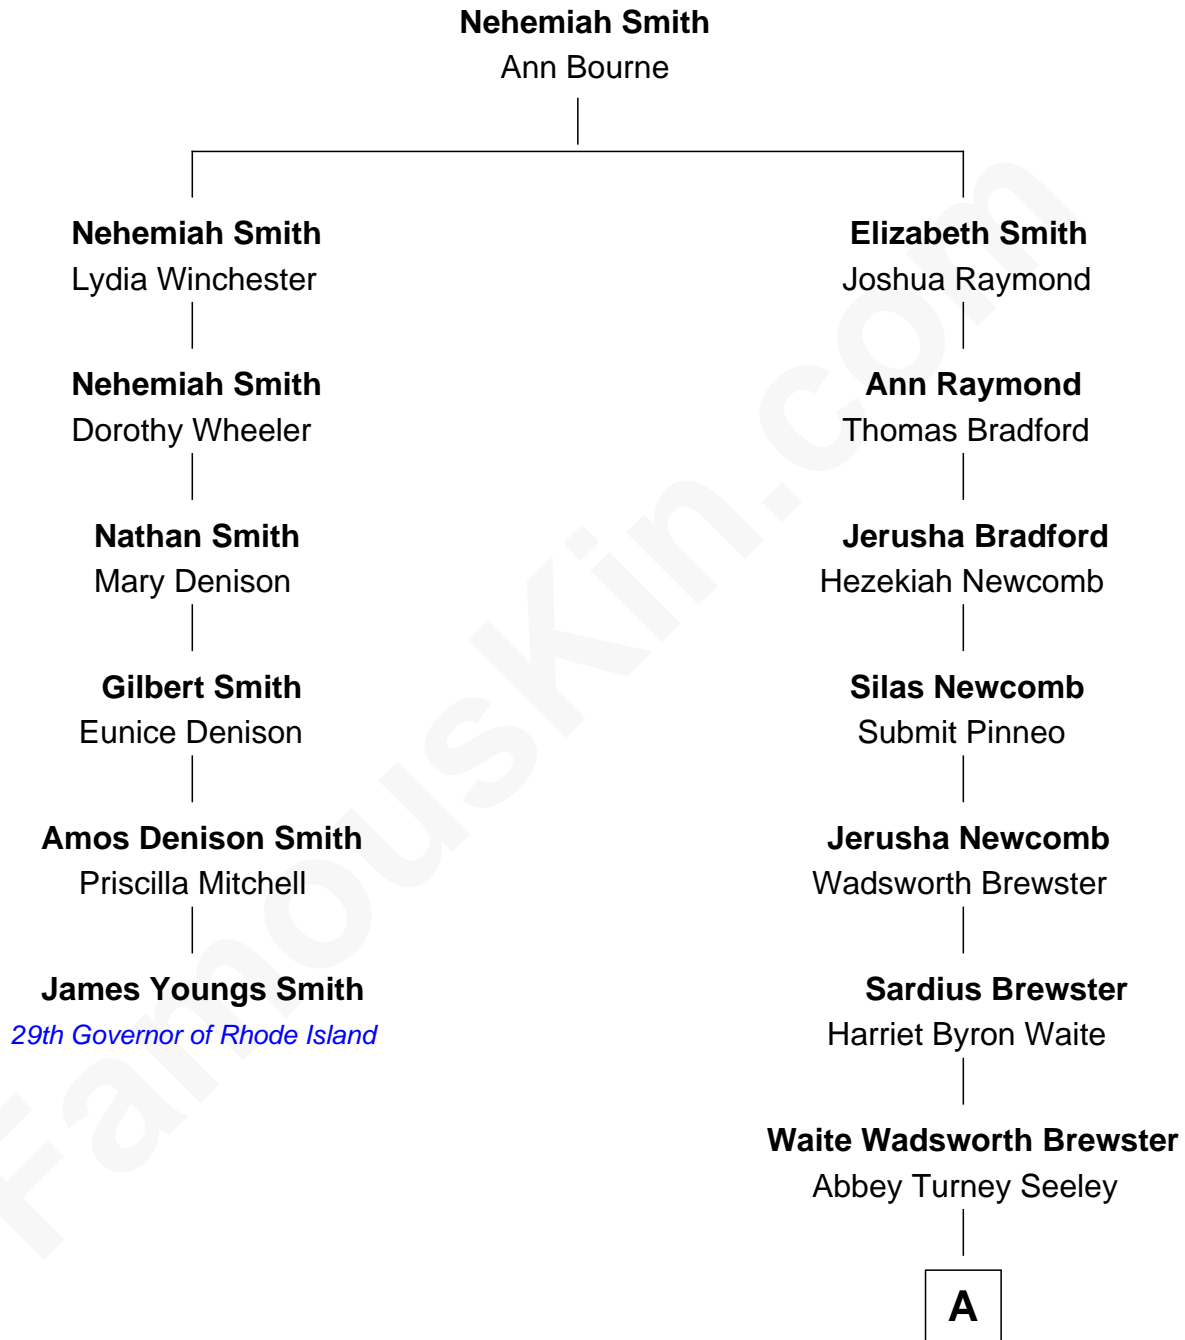 Nehemiah Smith
Ann Bourne
Nehemiah Smith
Lydia Winchester
Elizabeth Smith
Joshua Raymond
Nehemiah Smith
Dorothy Wheeler
Ann Raymond
Thomas Bradford
Nathan Smith
Mary Denison
Jerusha Bradford
Hezekiah Newcomb
Gilbert Smith
Eunice Denison
Silas Newcomb
Submit Pinneo
Amos Denison Smith
Priscilla Mitchell
Jerusha Newcomb
Wadsworth Brewster
James Youngs Smith
29th Governor of Rhode Island
Sardius Brewster
Harriet Byron Waite
Waite Wadsworth Brewster
Abbey Turney Seeley
A
FamousKin.com